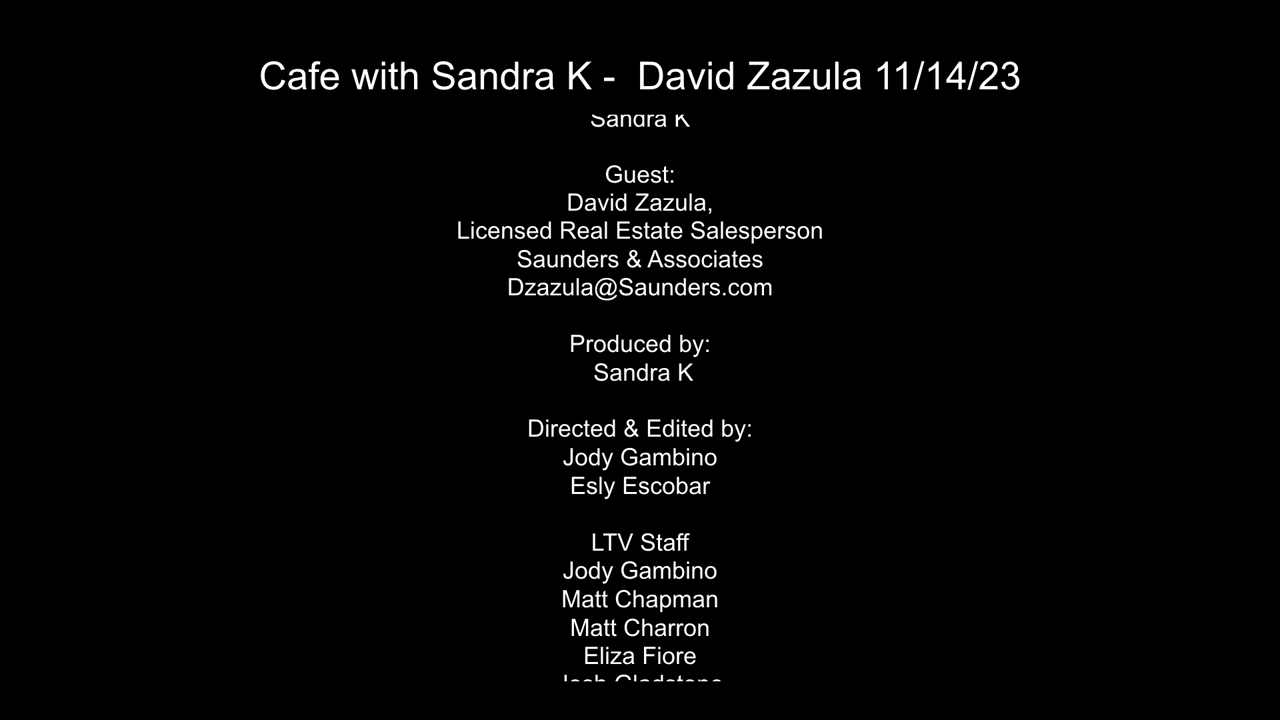 Cafe with Sandra K -  David Zazula 11/14/23
Sandra K
Guest:
David Zazula,
Licensed Real Estate Salesperson
Saunders & Associates
Dzazula@Saunders.com
Produced by:
Sandra K
Directed & Edited by:
Jody Gambino
Esly Escobar
LTV Staff
Jody Gambino
Matt Chapman
Matt Charron
Eliza Fiore